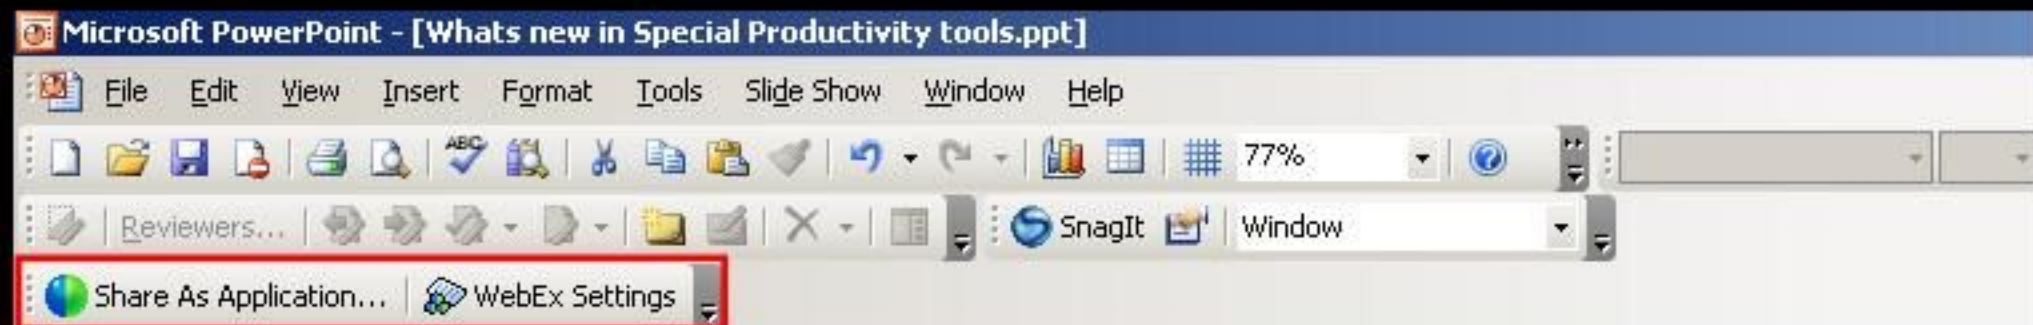 Microsoft PowerPoint - [Whats new in Special Productivity tools.ppt]
File Edit View Insert Format Tools Slide Show Window Help
ABC 77%
Reviewers... SnagIt Window
Share As Application... WebEx Settings